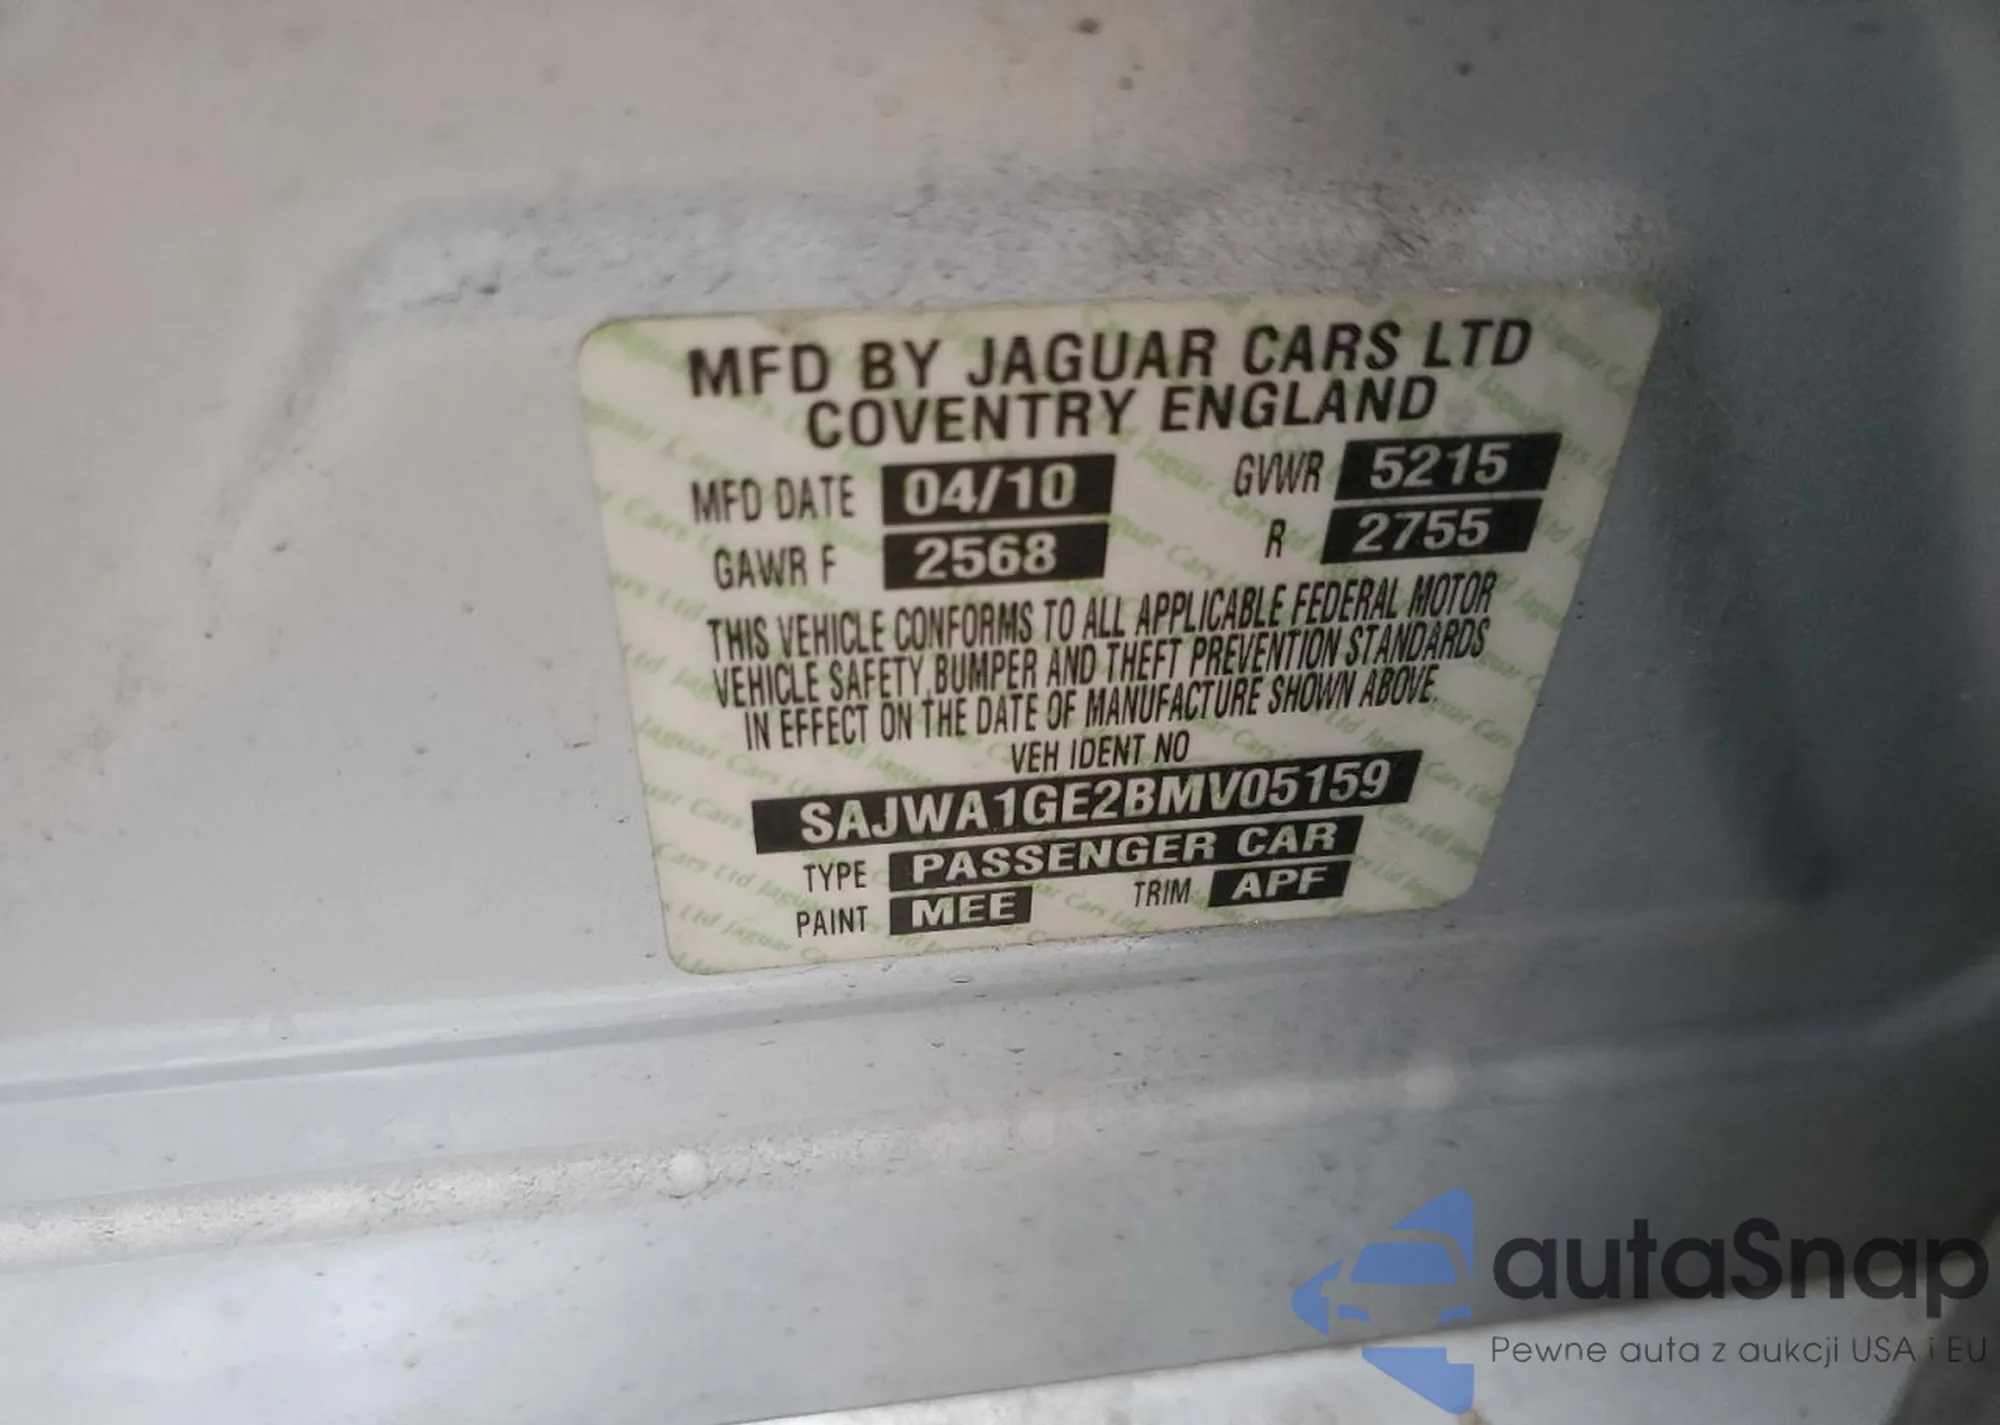 MFD BY JAGUAR CARS LTD
COVENTRY ENGLAND
MFD DATE 04/10 GVWR 5215
GAWR F 2568 R 2755
THIS VEHICLE CONFORMS TO ALL APPLICABLE FEDERAL MOTOR
VEHICLE SAFETY, BUMPER AND THEFT PREVENTION STANDARDS
IN EFFECT ON THE DATE OF MANUFACTURE SHOWN ABOVE.
VEH IDENT NO
SAJWA1GE2BMV05159
TYPE PASSENGER CAR
PAINT MEE TRIM APF
autaSnap
Pewne auta z aukcji USA i EU